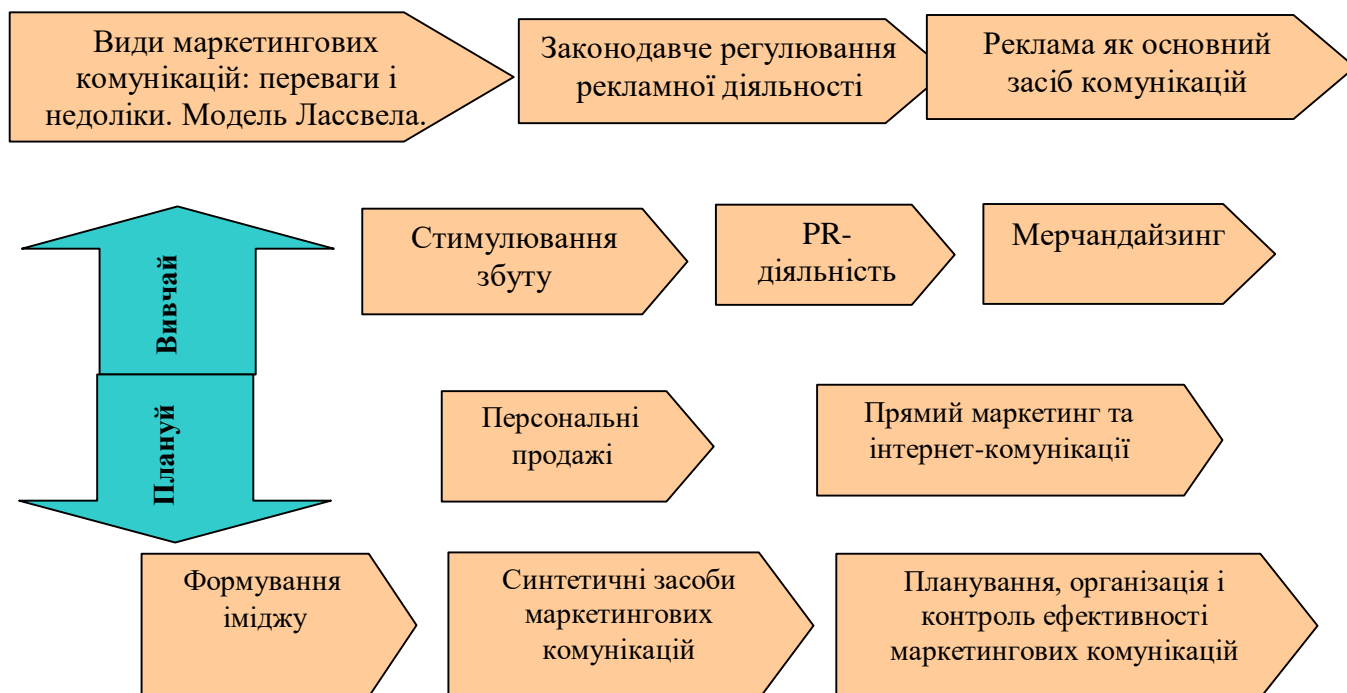 Види маркетингових
комунікацій: переваги і
недоліки. Модель Лассвела.
Законодавче регулювання
рекламної діяльності
Реклама як основний
засіб комунікацій
Вивчай
Стимулювання
збуту
PR-
діяльність
Мерчандайзинг
Плануй
Персональні
продажі
Прямий маркетинг та
інтернет-комунікації
Формування
іміджу
Синтетичні засоби
маркетингових
комунікацій
Планування, організація і
контроль ефективності
маркетингових комунікацій